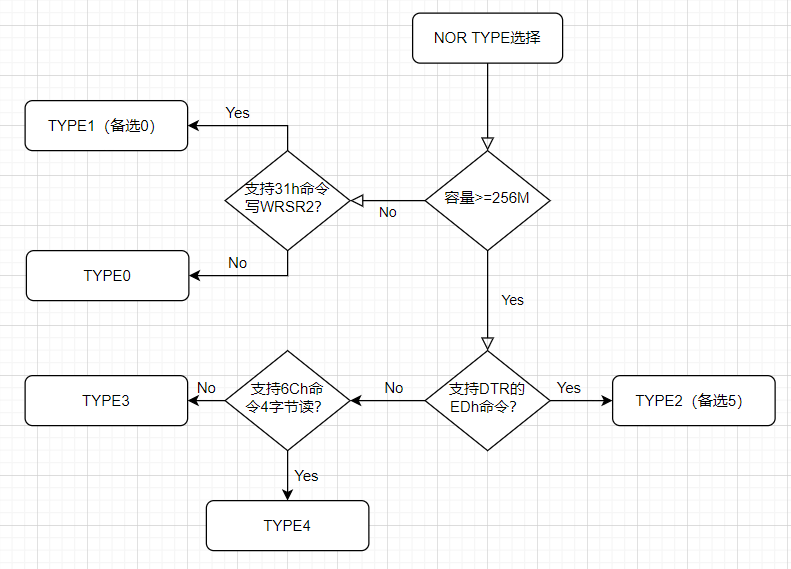 NOR TYPE选择
Yes
TYPE1（备选0）
支持31h命令
写WRSR2？
容量>=256M
No
No
TYPE0
Yes
支持6Ch命
令4字节读？
支持DTR的
EDh命令？
No
No
Yes
TYPE3
TYPE2（备选5）
Yes
TYPE4